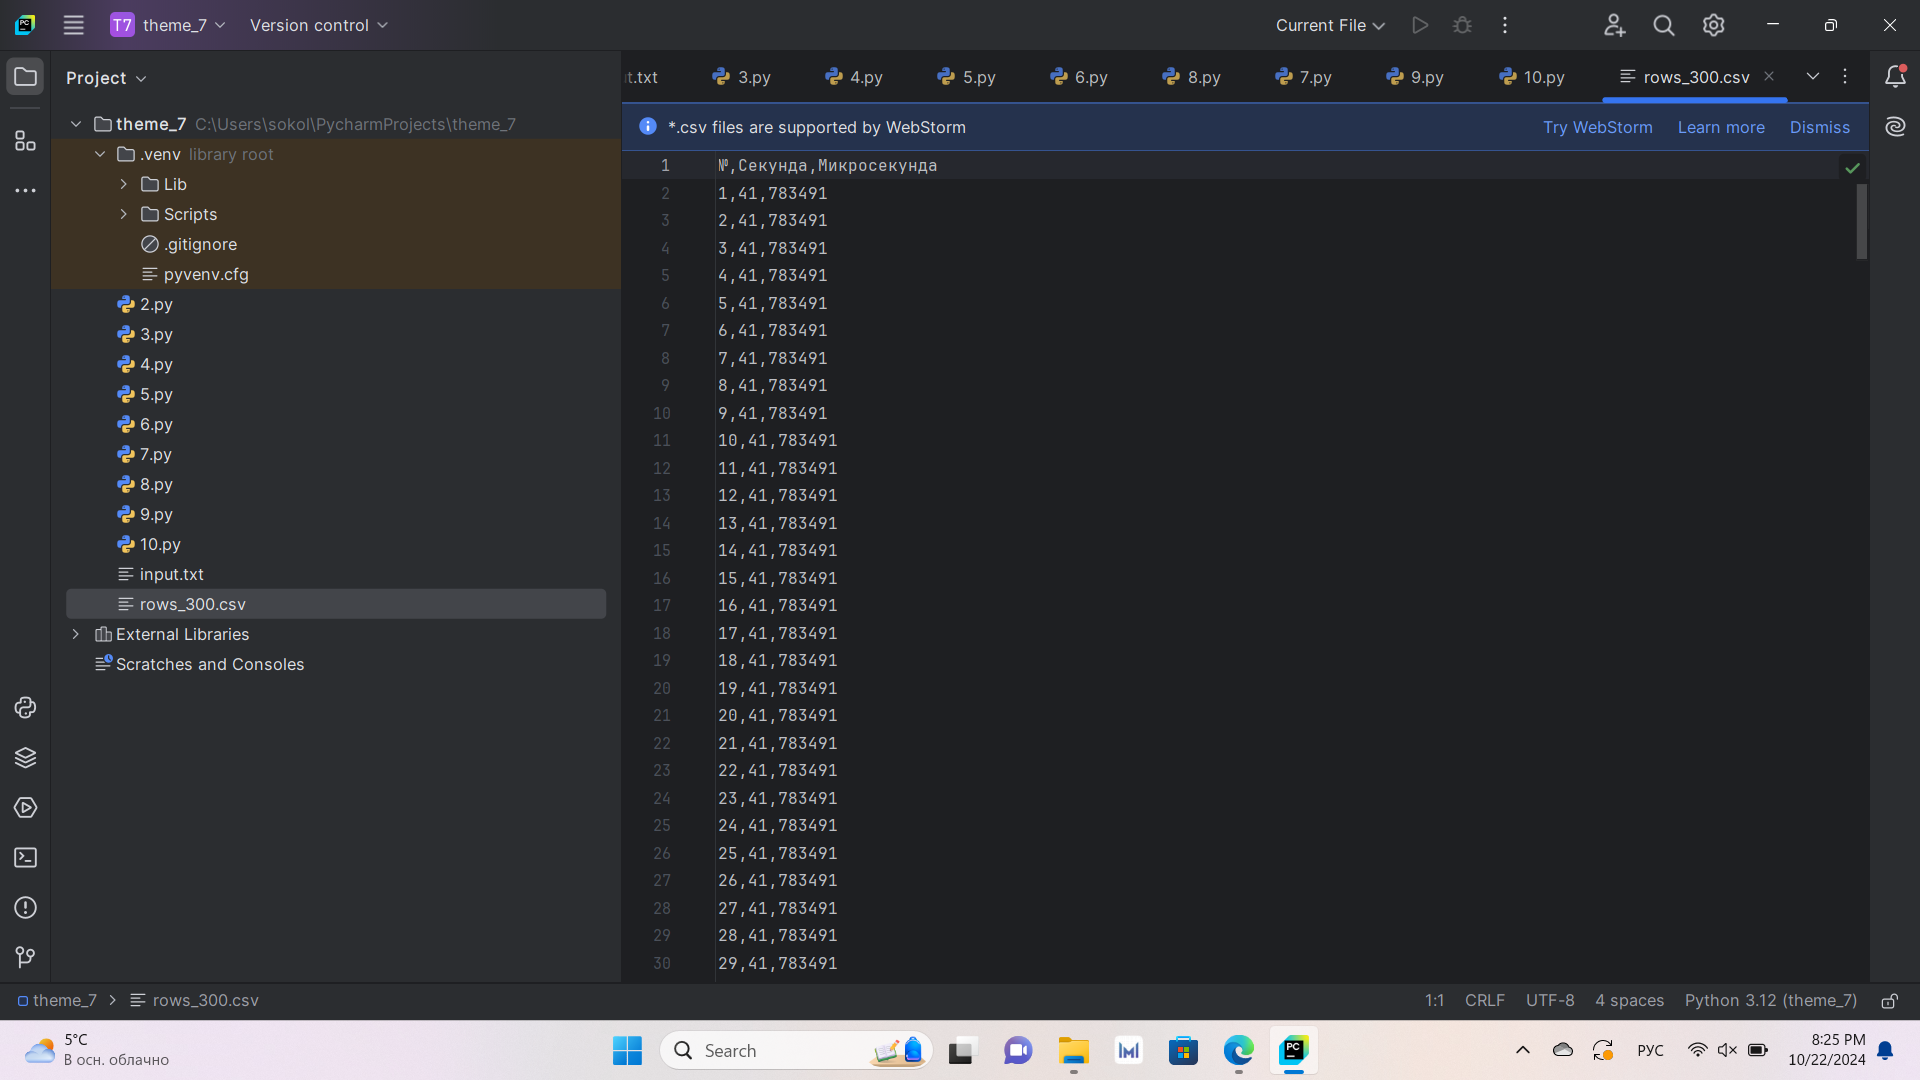 T7 theme_7 Version control Current File
Project
t.txt 3.py 4.py 5.py 6.py 8.py 7.py 9.py 10.py rows_300.csv
*.csv files are supported by WebStorm Try WebStorm Learn more Dismiss
theme_7 C:\Users\sokol\PycharmProjects\theme_7
.venv library root
Lib
Scripts
.gitignore
pyvenv.cfg
2.py
3.py
4.py
5.py
6.py
7.py
8.py
9.py
10.py
input.txt
rows_300.csv
External Libraries
Scratches and Consoles
1 №,Секунда,Микросекунда
2 1,41,783491
3 2,41,783491
4 3,41,783491
5 4,41,783491
6 5,41,783491
7 6,41,783491
8 7,41,783491
9 8,41,783491
10 9,41,783491
11 10,41,783491
12 11,41,783491
13 12,41,783491
14 13,41,783491
15 14,41,783491
16 15,41,783491
17 16,41,783491
18 17,41,783491
19 18,41,783491
20 19,41,783491
21 20,41,783491
22 21,41,783491
23 22,41,783491
24 23,41,783491
25 24,41,783491
26 25,41,783491
27 26,41,783491
28 27,41,783491
29 28,41,783491
30 29,41,783491
theme_7 rows_300.csv 1:1 CRLF UTF-8 4 spaces Python 3.12 (theme_7)
5°C
В осн. облачно
Search
PC
РУС
8:25 PM
10/22/2024